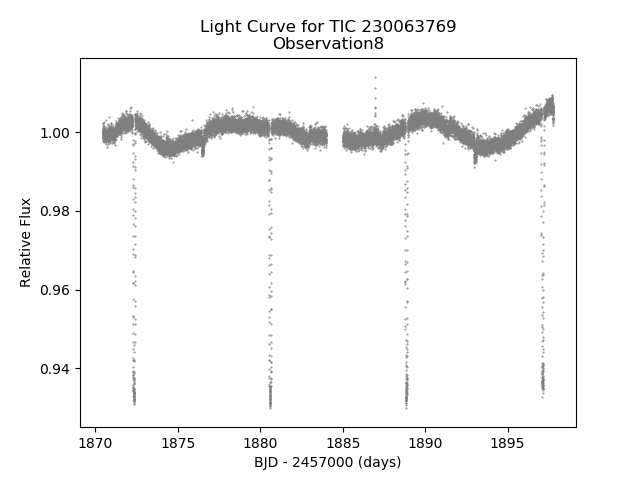 Light Curve for TIC 230063769
Observation8
1.00
0.98
0.96
0.94
Relative Flux
1870 1875 1880 1885 1890 1895
BJD - 2457000 (days)